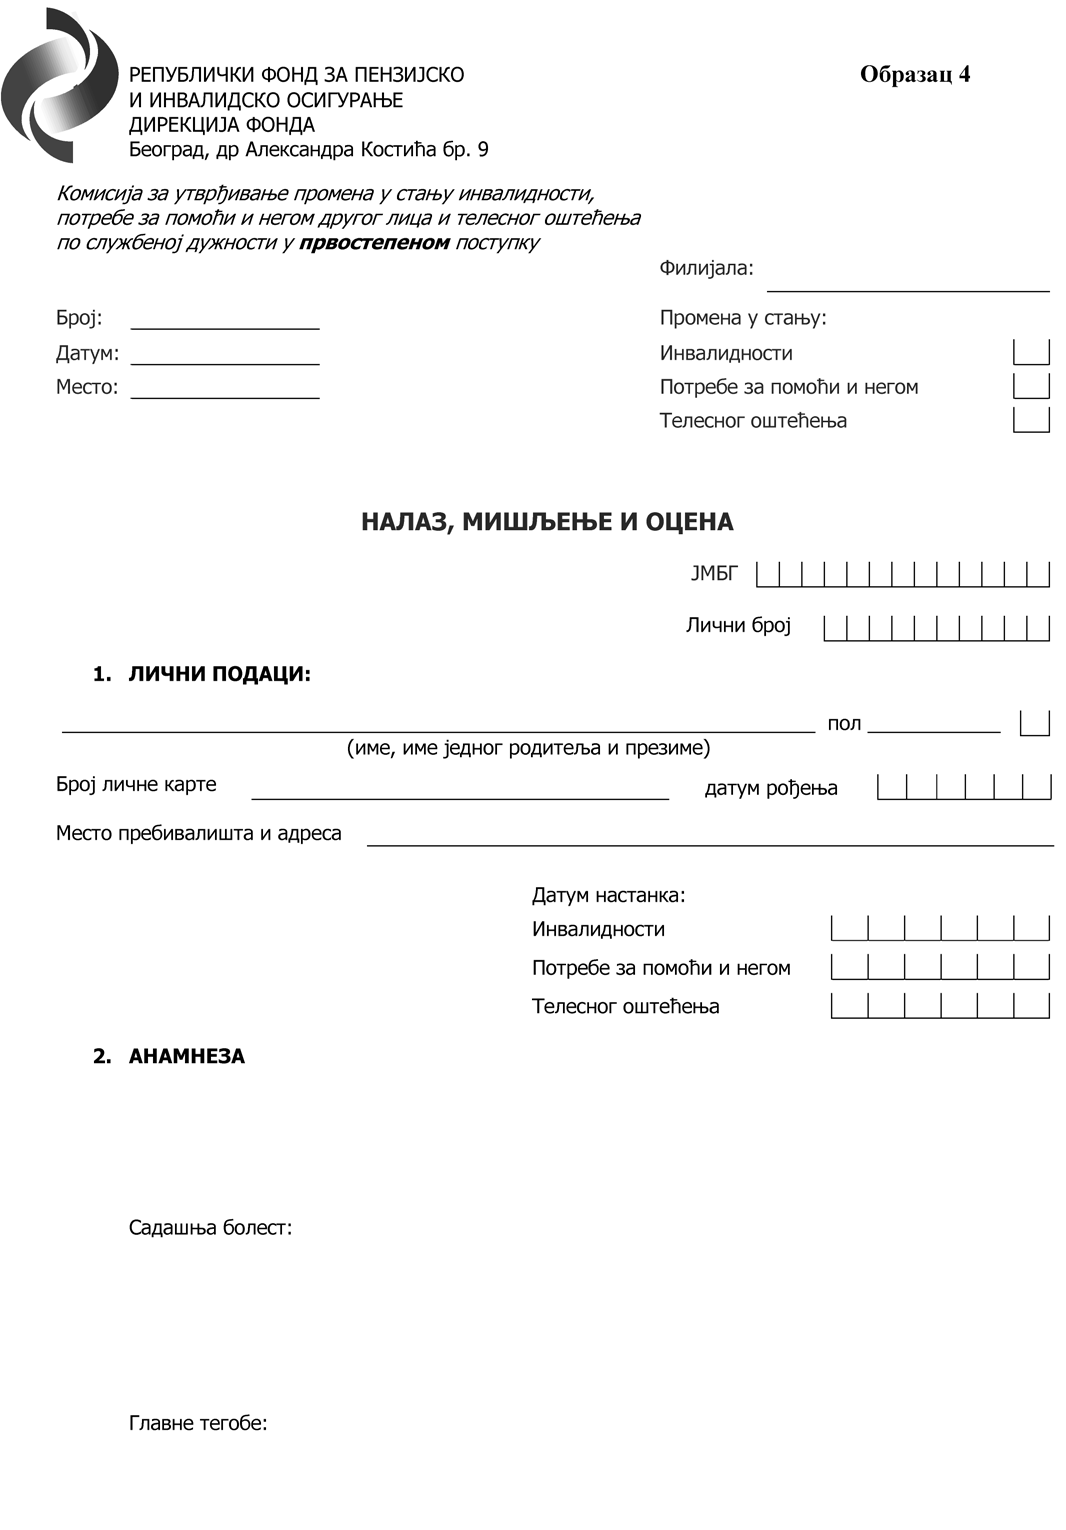 РЕПУБЛИЧКИ ФОНД ЗА ПЕНЗИЈСКО
И ИНВАЛИДСКО ОСИГУРАЊЕ
ДИРЕКЦИЈА ФОНДА
Београд, др Александра Костића бр. 9
Образац 4
Комисија за утврђивање промена у стању инвалидности,
потребе за помоћи и негом другог лица и телесног оштећења
по службеној дужности у првостепеном поступку
Филијала:
Број:
Датум:
Место:
Промена у стању:
Инвалидности
Потребе за помоћи и негом
Телесног оштећења
НАЛАЗ, МИШЉЕЊЕ И ОЦЕНА
ЈМБГ
Лични број
1. ЛИЧНИ ПОДАЦИ:
пол
(име, име једног родитеља и презиме)
Број личне карте
датум рођења
Место пребивалишта и адреса
Датум настанка:
Инвалидности
Потребе за помоћи и негом
Телесног оштећења
2. АНАМНЕЗА
Садашња болест:
Главне тегобе: